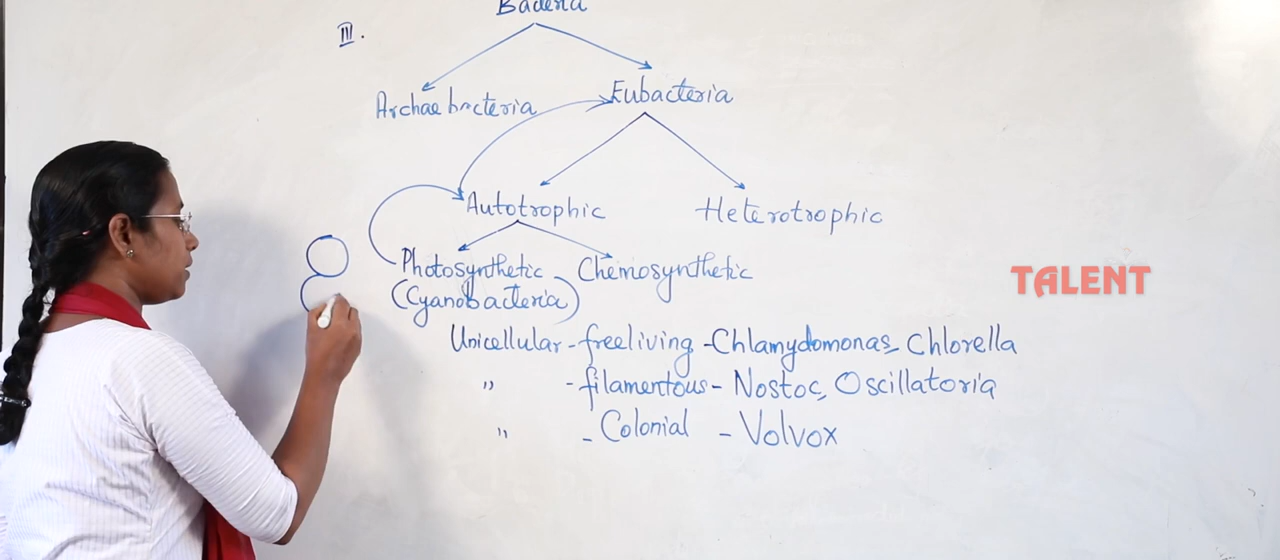 Bacteria
III.
Archaebacteria Eubacteria
Autotrophic Heterotrophic
Photosynthetic Chemosynthetic
(Cyanobacteria)
TALENT
Unicellular - freeliving - Chlamydomonas, Chlorella
" - filamentous - Nostoc, Oscillatoria
" - Colonial - Volvox